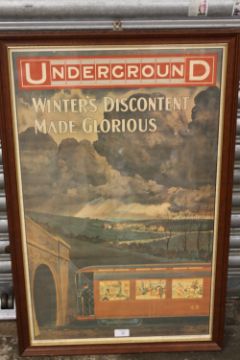 UNDERGROUND
WINTER'S DISCONTENT
MADE GLORIOUS